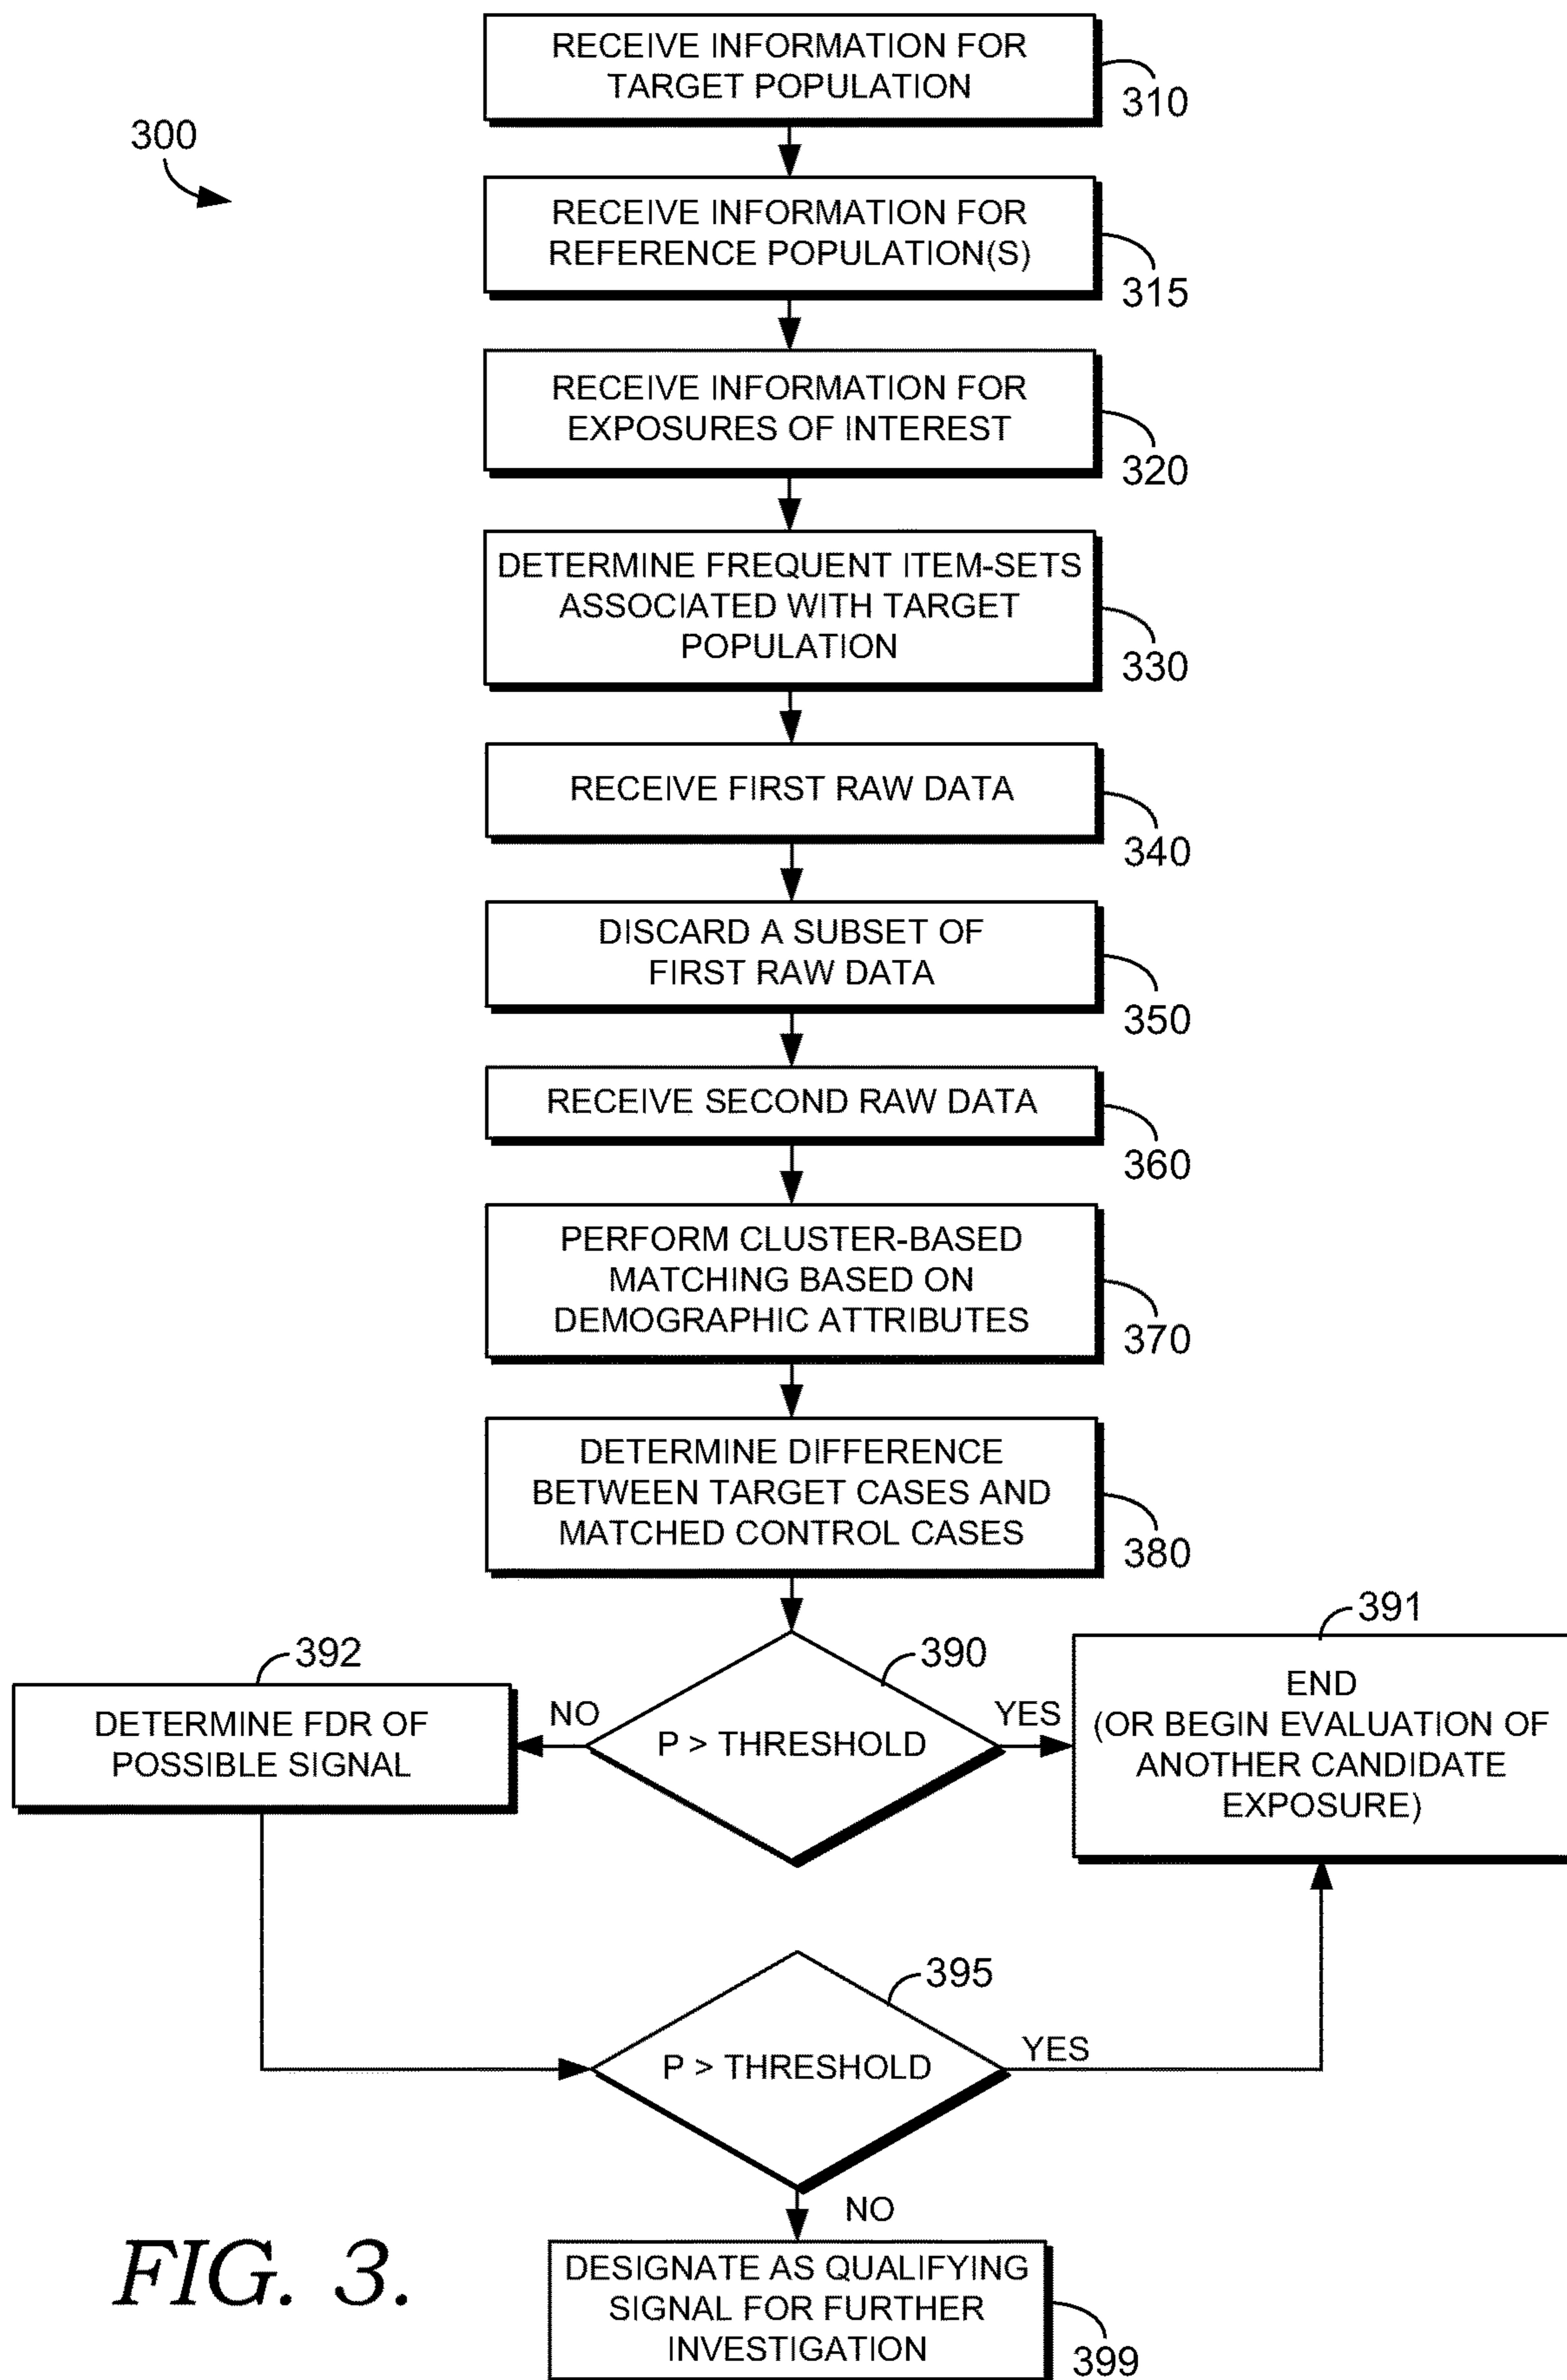 RECEIVE INFORMATION FOR
TARGET POPULATION
310
300
RECEIVE INFORMATION FOR
REFERENCE POPULATION(S)
315
RECEIVE INFORMATION FOR
EXPOSURES OF INTEREST
320
DETERMINE FREQUENT ITEM-SETS
ASSOCIATED WITH TARGET
POPULATION
330
RECEIVE FIRST RAW DATA
340
DISCARD A SUBSET OF
FIRST RAW DATA
350
RECEIVE SECOND RAW DATA
360
PERFORM CLUSTER-BASED
MATCHING BASED ON
DEMOGRAPHIC ATTRIBUTES
370
DETERMINE DIFFERENCE
BETWEEN TARGET CASES AND
MATCHED CONTROL CASES
380
390
P > THRESHOLD
NO
YES
392
DETERMINE FDR OF
POSSIBLE SIGNAL
391
END
(OR BEGIN EVALUATION OF
ANOTHER CANDIDATE
EXPOSURE)
395
P > THRESHOLD
YES
NO
DESIGNATE AS QUALIFYING
SIGNAL FOR FURTHER
INVESTIGATION
399
FIG. 3.